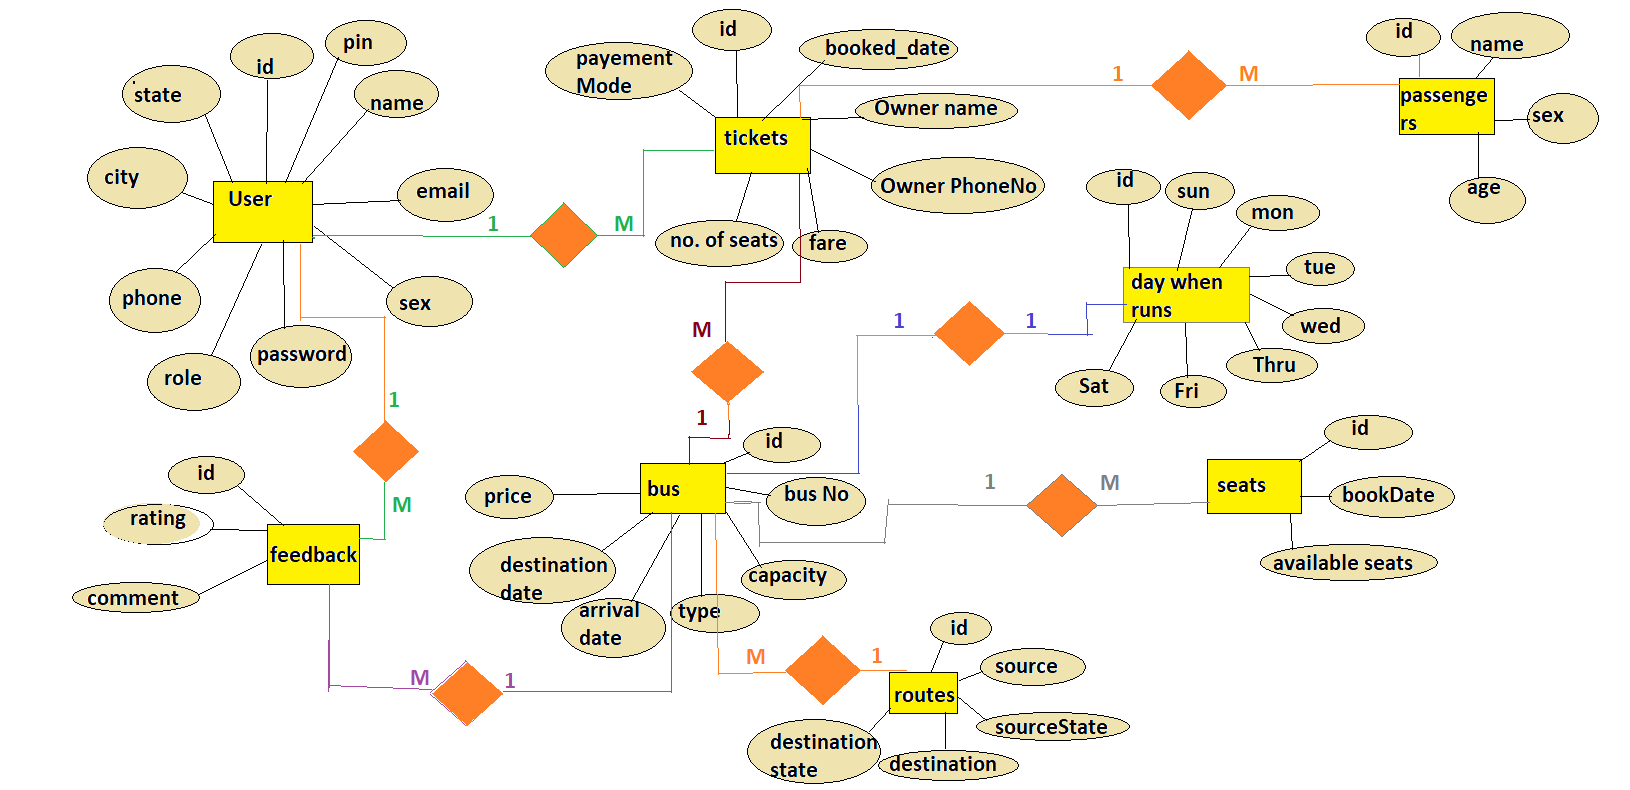 id
pin
state
name
city
User
email
phone
sex
role
password
1
M
payement
Mode
id
booked_date
Owner name
tickets
Owner PhoneNo
no. of seats
fare
1
M
id
name
passenge
rs
sex
age
id
sun
mon
day when
runs
tue
wed
Thru
Fri
Sat
1
1
M
1
1
M
id
rating
feedback
comment
M
1
id
price
bus
bus No
destination
date
arrival
date
type
capacity
1
M
id
seats
bookDate
available seats
M
1
id
source
routes
sourceState
destination
state
destination